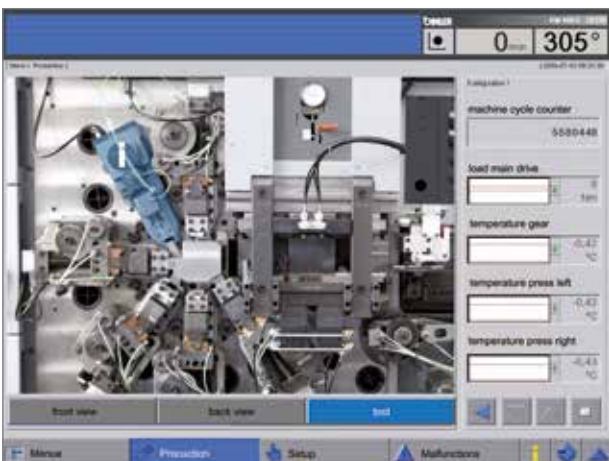 BIHLER
0/min
305°
machine cycle counter
5580448
load main drive
0
temperature gear
-0,42
°C
temperature press left
-0,43
°C
temperature press right
-0,43
°C
front view
back view
tool
Menue
Production
Setup
Malfunctions
i